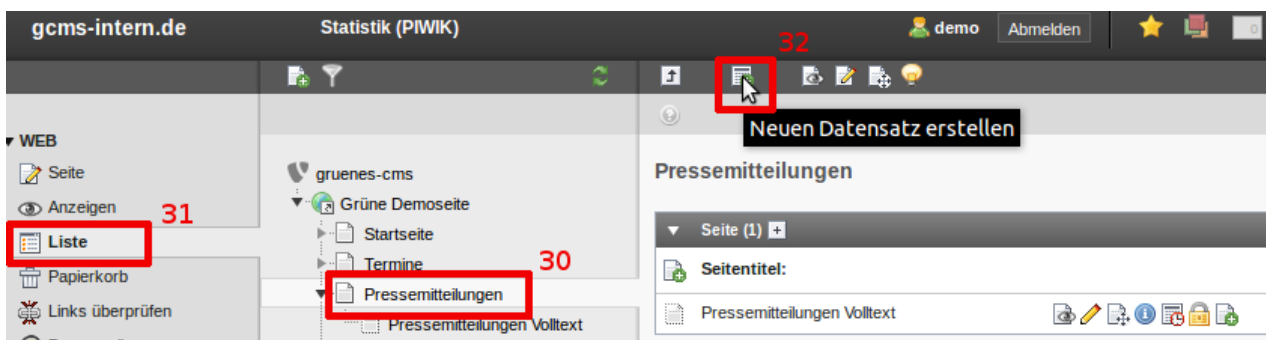 gcms-intern.de
Statistik (PIWIK)
demo
Abmelden
0
32
Neuen Datensatz erstellen
WEB
Seite
Anzeigen
31
Liste
Papierkorb
Links überprüfen
gruenes-cms
Grüne Demoseite
Startseite
Termine
30
Pressemitteilungen
Pressemitteilungen Volltext
Pressemitteilungen
Seite (1)
Seitentitel:
Pressemitteilungen Volltext